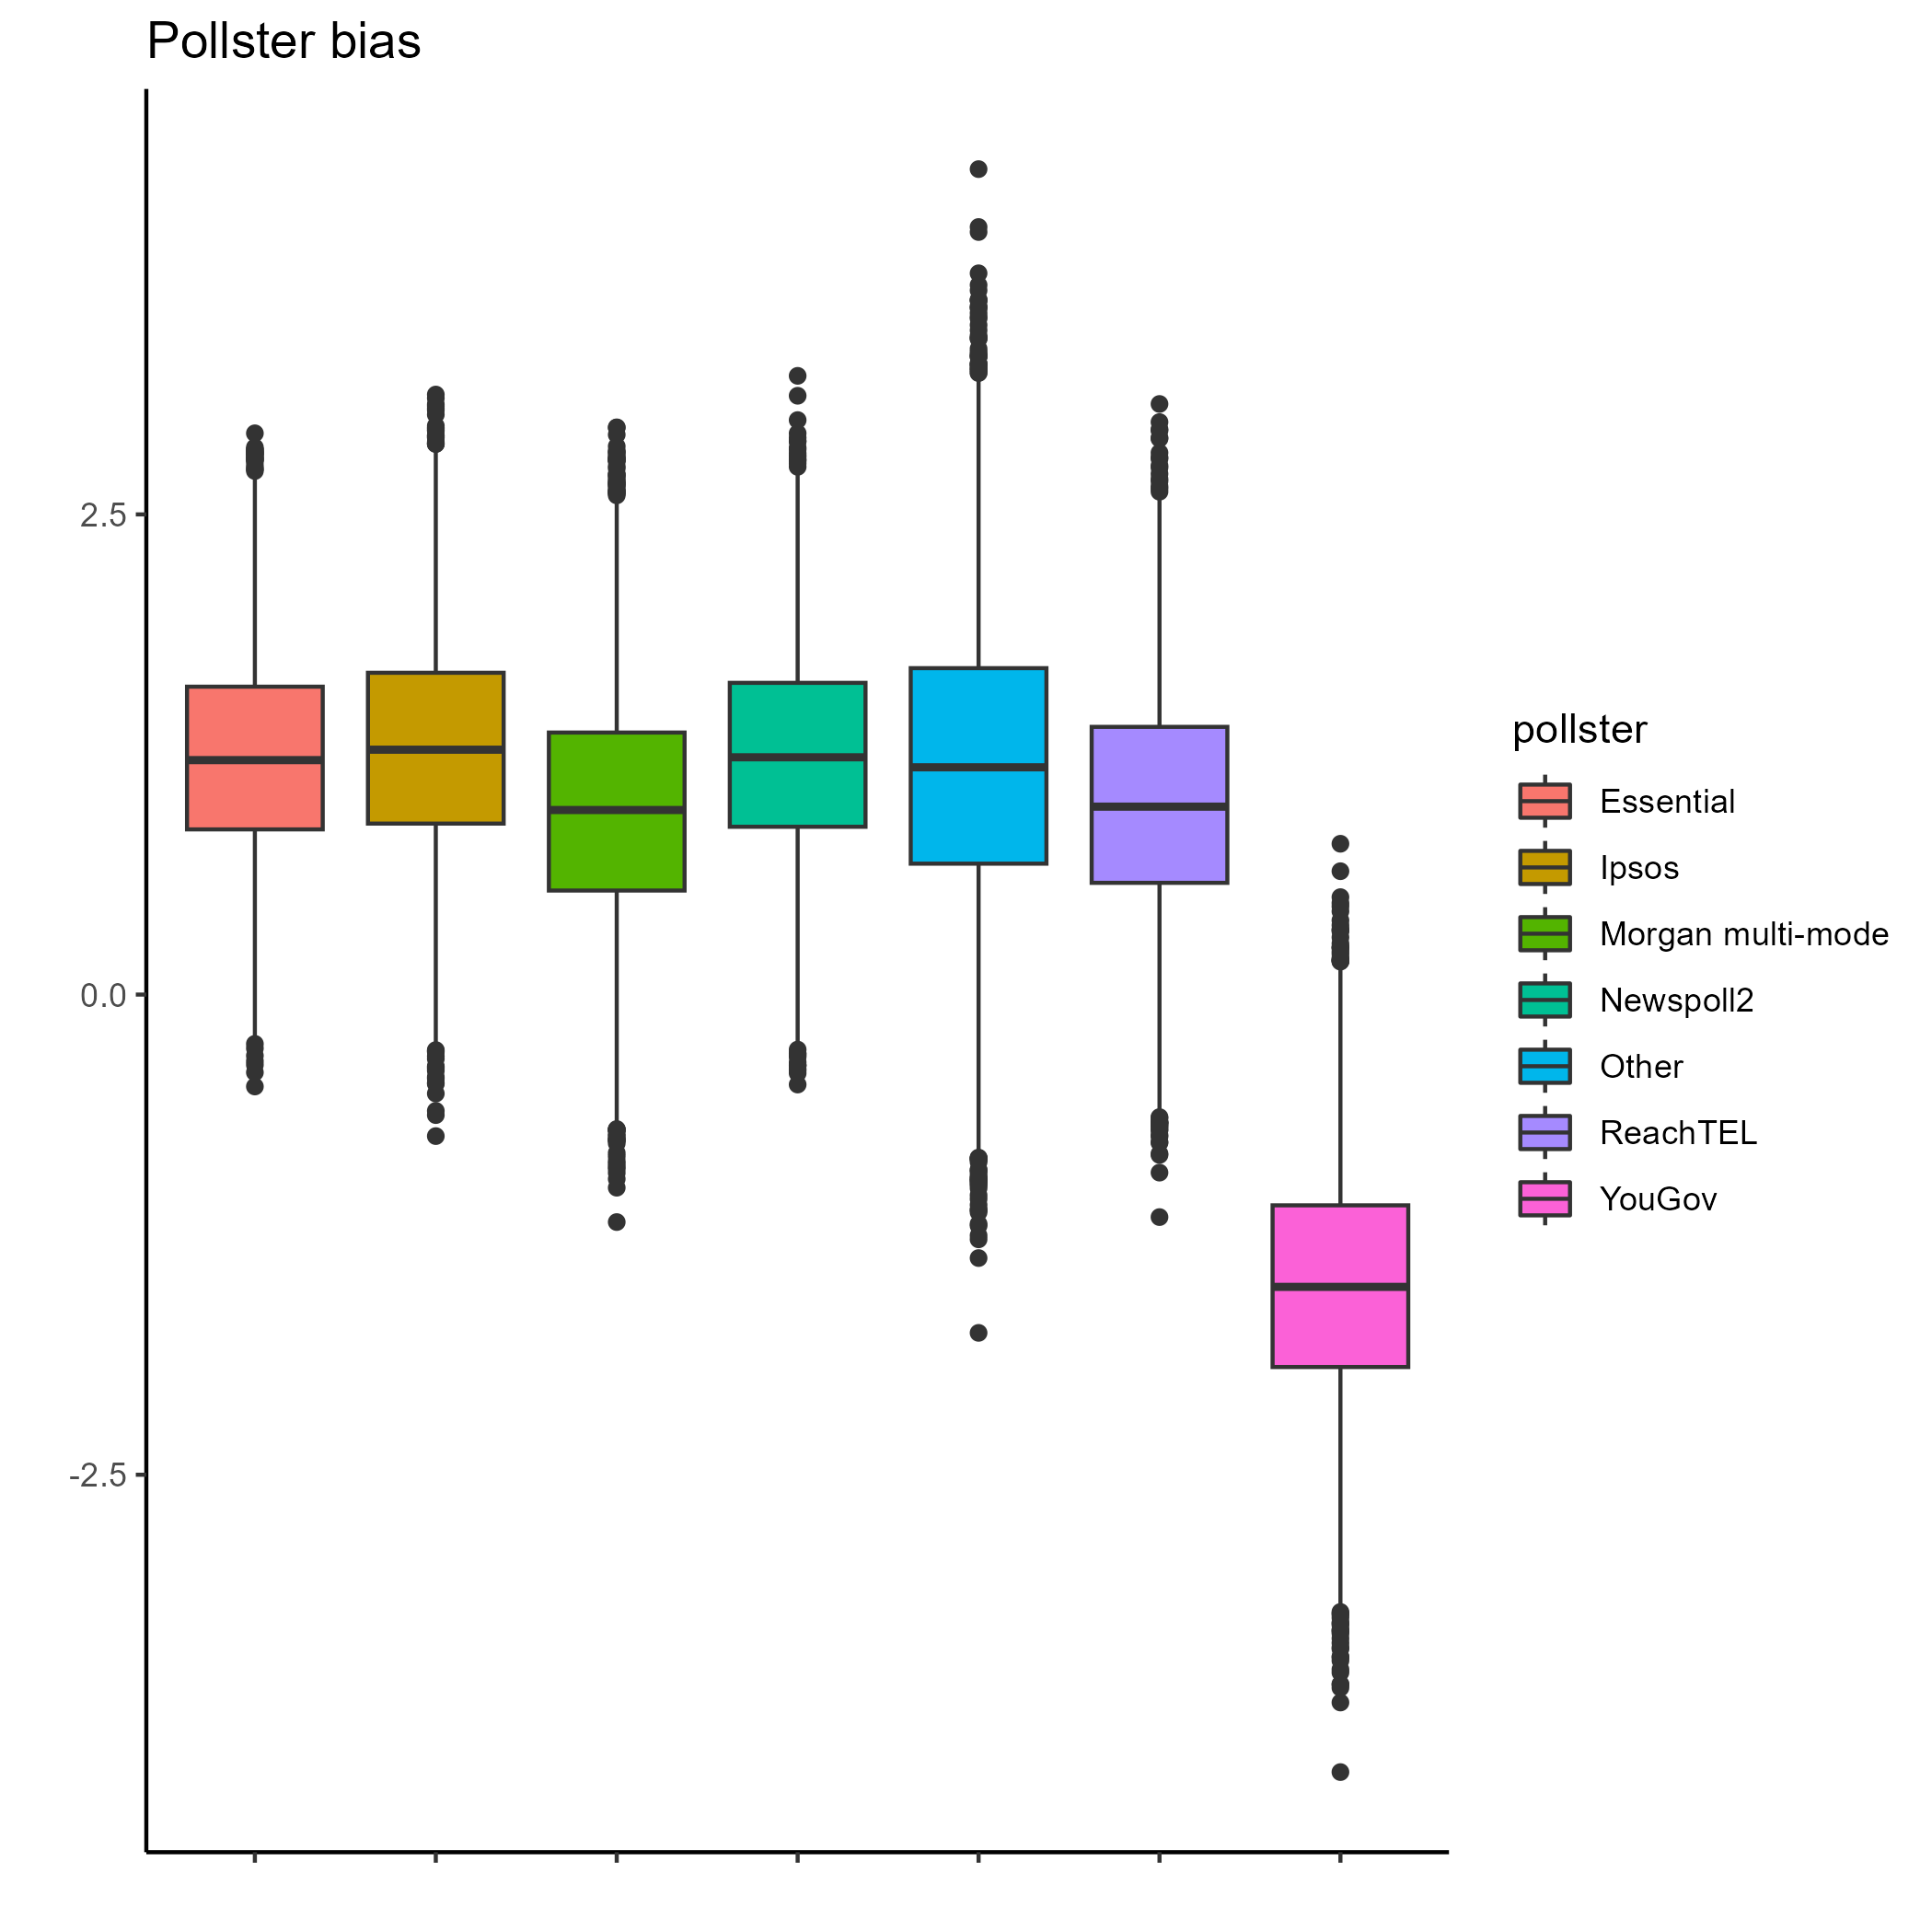 Pollster bias
2.5
0.0
-2.5
pollster
Essential
Ipsos
Morgan multi-mode
Newspoll2
Other
ReachTEL
YouGov